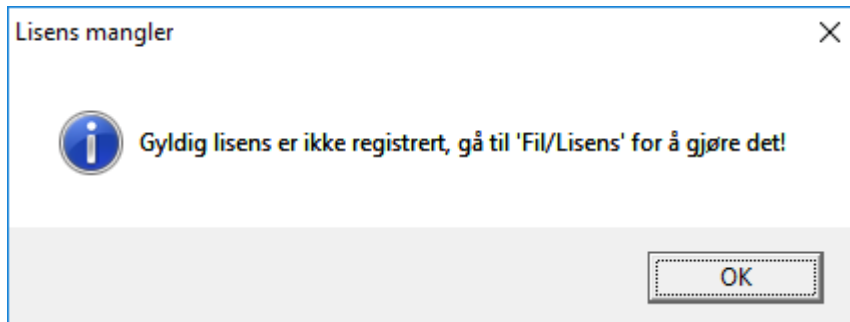 Lisens mangler
Gyldig lisens er ikke registrert, gå til 'Fil/Lisens' for å gjøre det!
OK